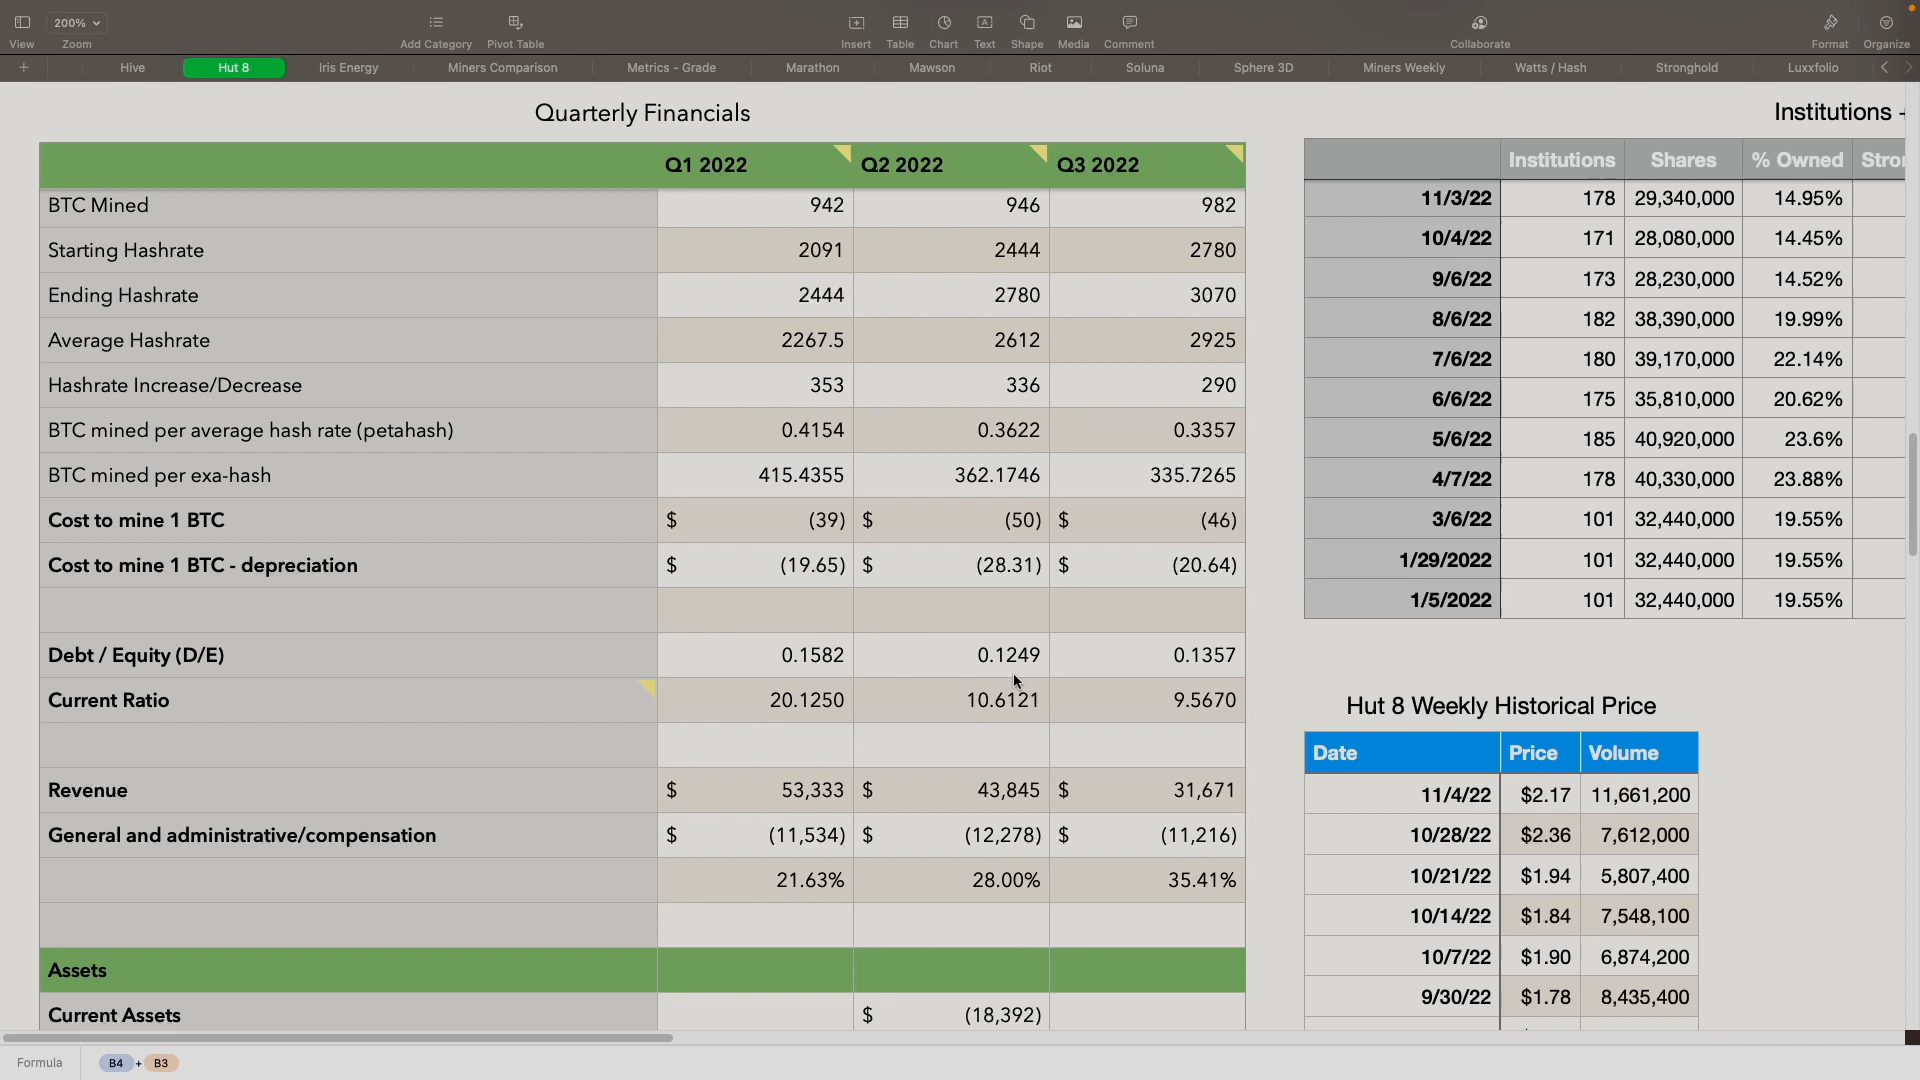 200%
View
Zoom
Add Category
Pivot Table
Insert
Table
Chart
Text
Shape
Media
Comment
Collaborate
Format
Organize
+ Hive Hut 8 Iris Energy Miners Comparison Metrics - Grade Marathon Mawson Riot Soluna Sphere 3D Miners Weekly Watts / Hash Stronghold Luxxfolio
Quarterly Financials
Q1 2022 Q2 2022 Q3 2022
BTC Mined 942 946 982
Starting Hashrate 2091 2444 2780
Ending Hashrate 2444 2780 3070
Average Hashrate 2267.5 2612 2925
Hashrate Increase/Decrease 353 336 290
BTC mined per average hash rate (petahash) 0.4154 0.3622 0.3357
BTC mined per exa-hash 415.4355 362.1746 335.7265
Cost to mine 1 BTC $ (39) $ (50) $ (46)
Cost to mine 1 BTC - depreciation $ (19.65) $ (28.31) $ (20.64)
Debt / Equity (D/E) 0.1582 0.1249 0.1357
Current Ratio 20.1250 10.6121 9.5670
Revenue $ 53,333 $ 43,845 $ 31,671
General and administrative/compensation $ (11,534) $ (12,278) $ (11,216)
21.63% 28.00% 35.41%
Assets
Current Assets $ (18,392)
Institutions
Institutions Shares % Owned Stro
11/3/22 178 29,340,000 14.95%
10/4/22 171 28,080,000 14.45%
9/6/22 173 28,230,000 14.52%
8/6/22 182 38,390,000 19.99%
7/6/22 180 39,170,000 22.14%
6/6/22 175 35,810,000 20.62%
5/6/22 185 40,920,000 23.6%
4/7/22 178 40,330,000 23.88%
3/6/22 101 32,440,000 19.55%
1/29/2022 101 32,440,000 19.55%
1/5/2022 101 32,440,000 19.55%
Hut 8 Weekly Historical Price
Date Price Volume
11/4/22 $2.17 11,661,200
10/28/22 $2.36 7,612,000
10/21/22 $1.94 5,807,400
10/14/22 $1.84 7,548,100
10/7/22 $1.90 6,874,200
9/30/22 $1.78 8,435,400
Formula B4 + B3